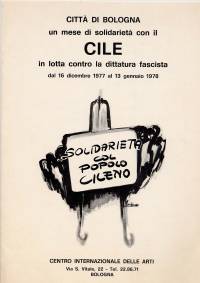 CITTÀ DI BOLOGNA
un mese di solidarietà con il
CILE
in lotta contro la dittatura fascista
dal 16 dicembre 1977 al 13 gennaio 1978
SOLIDARIETÀ
COL
POPOLO
CILENO
CENTRO INTERNAZIONALE DELLE ARTI
Via S. Vitale, 22 - Tel. 22.86.71
BOLOGNA